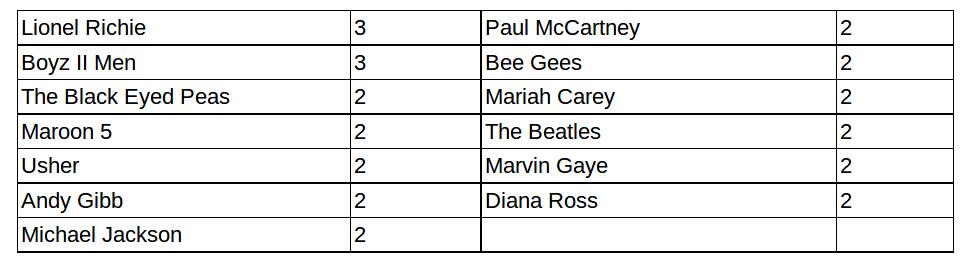 Lionel Richie 3 Paul McCartney 2
Boyz II Men 3 Bee Gees 2
The Black Eyed Peas 2 Mariah Carey 2
Maroon 5 2 The Beatles 2
Usher 2 Marvin Gaye 2
Andy Gibb 2 Diana Ross 2
Michael Jackson 2